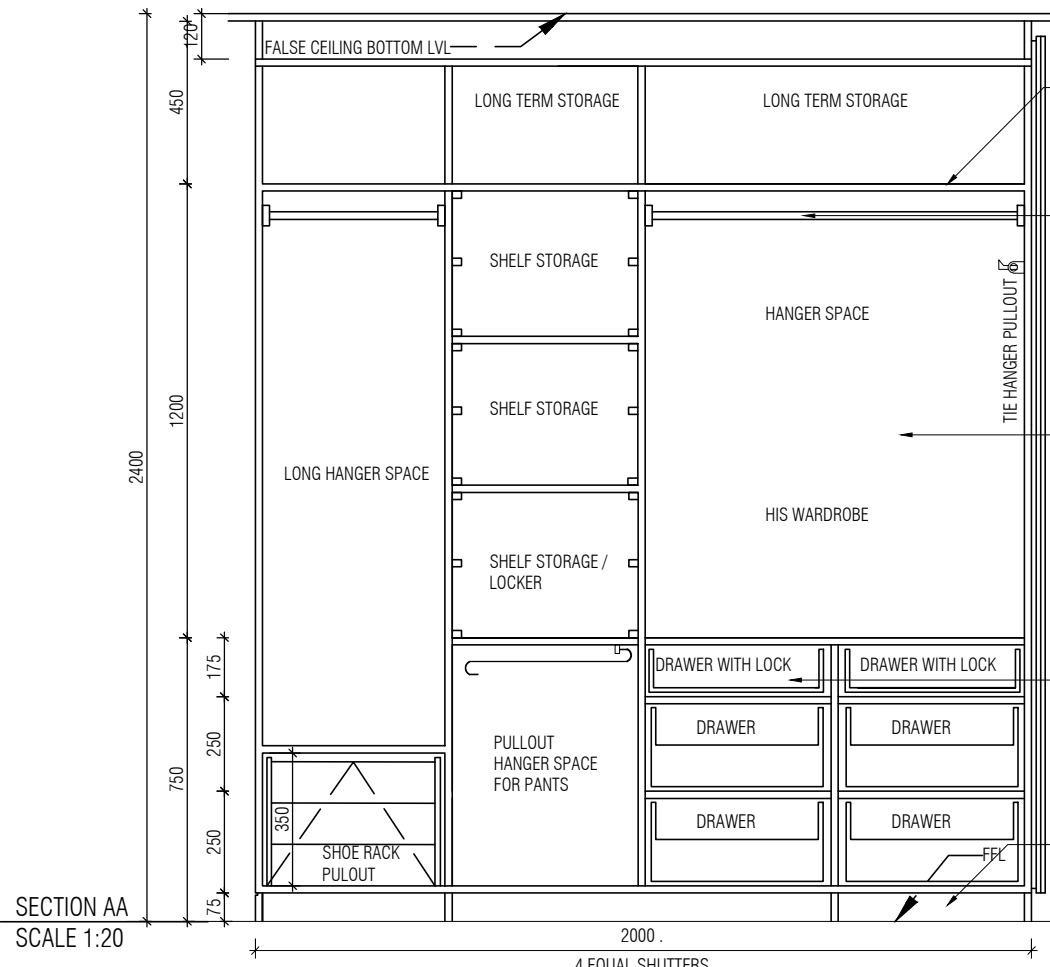 120
FALSE CEILING BOTTOM LVL
450
LONG TERM STORAGE
LONG TERM STORAGE
SHELF STORAGE
HANGER SPACE
TIE HANGER PULLOUT
1200
SHELF STORAGE
2400
LONG HANGER SPACE
HIS WARDROBE
SHELF STORAGE /
LOCKER
175
DRAWER WITH LOCK
DRAWER WITH LOCK
250
DRAWER
DRAWER
PULLOUT
HANGER SPACE
FOR PANTS
750
350
250
DRAWER
DRAWER
SHOE RACK
PULOUT
FFL
75
SECTION AA
SCALE 1:20
2000 .
4 EQUAL SHUTTERS